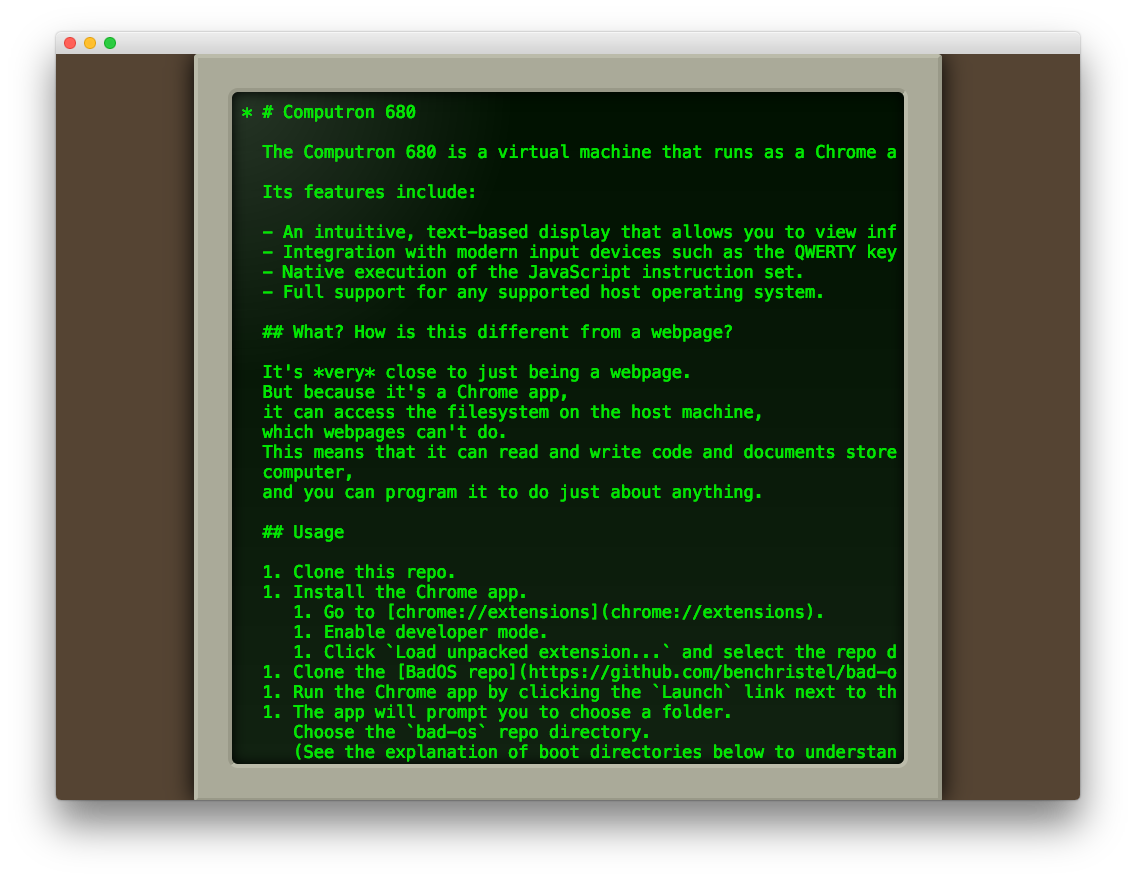 * # Computron 680
The Computron 680 is a virtual machine that runs as a Chrome a
Its features include:
- An intuitive, text-based display that allows you to view inf
- Integration with modern input devices such as the QWERTY key
- Native execution of the JavaScript instruction set.
- Full support for any supported host operating system.
## What? How is this different from a webpage?
It's *very* close to just being a webpage.
But because it's a Chrome app,
it can access the filesystem on the host machine,
which webpages can't do.
This means that it can read and write code and documents store
computer,
and you can program it to do just about anything.
## Usage
1. Clone this repo.
1. Install the Chrome app.
1. Go to [chrome://extensions](chrome://extensions).
1. Enable developer mode.
1. Click `Load unpacked extension...` and select the repo d
1. Clone the [BadOS repo](https://github.com/benchristel/bad-o
1. Run the Chrome app by clicking the `Launch` link next to th
1. The app will prompt you to choose a folder.
Choose the `bad-os` repo directory.
(See the explanation of boot directories below to understan